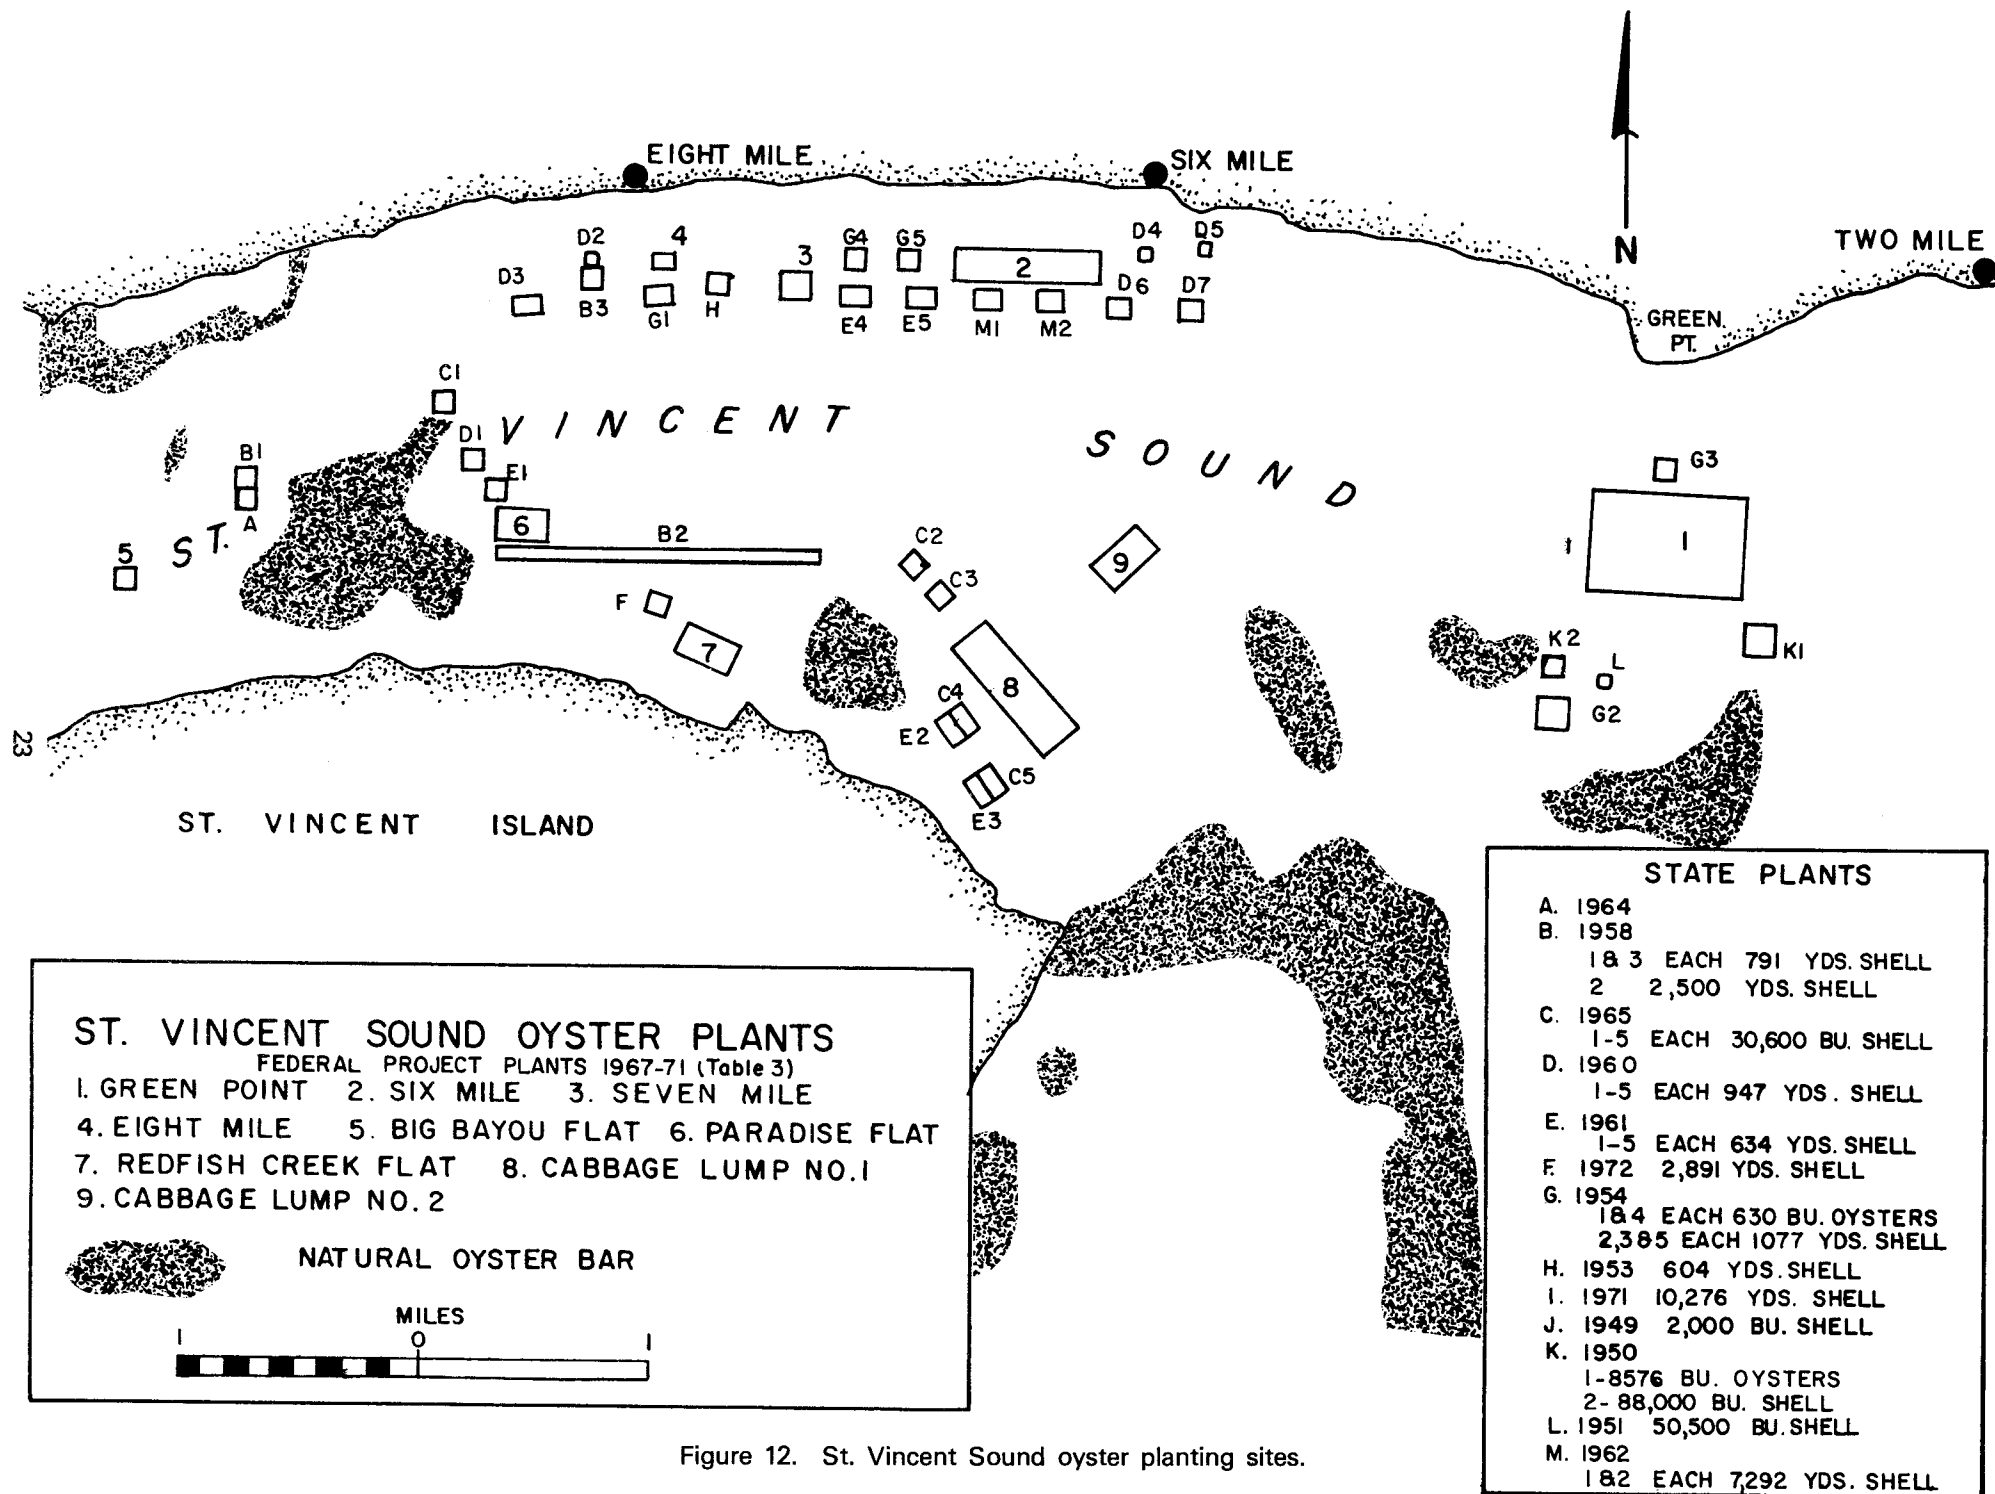 EIGHT MILE
SIX MILE
TWO MILE
N
GREEN
PT.
D2
4
3
G4
G5
2
D4
D5
D3
B3
G1
H
E4
E5
M1
M2
D6
D7
C1
D1
E1
B1
A
5
ST. VINCENT SOUND
6
B2
F
7
C2
C3
9
8
C4
E2
C5
E3
G3
I
1
K2
L
K1
G2
23
ST. VINCENT ISLAND
ST. VINCENT SOUND OYSTER PLANTS
FEDERAL PROJECT PLANTS 1967-71 (Table 3)
1. GREEN POINT 2. SIX MILE 3. SEVEN MILE
4. EIGHT MILE 5. BIG BAYOU FLAT 6. PARADISE FLAT
7. REDFISH CREEK FLAT 8. CABBAGE LUMP NO. 1
9. CABBAGE LUMP NO. 2
NATURAL OYSTER BAR
MILES
1 0 1
STATE PLANTS
A. 1964
B. 1958
1 & 3 EACH 791 YDS. SHELL
2 2,500 YDS. SHELL
C. 1965
1-5 EACH 30,600 BU. SHELL
D. 1960
1-5 EACH 947 YDS. SHELL
E. 1961
1-5 EACH 634 YDS. SHELL
F. 1972 2,891 YDS. SHELL
G. 1954
1&4 EACH 630 BU. OYSTERS
2,3&5 EACH 1077 YDS. SHELL
H. 1953 604 YDS. SHELL
I. 1971 10,276 YDS. SHELL
J. 1949 2,000 BU. SHELL
K. 1950
1-8576 BU. OYSTERS
2-88,000 BU. SHELL
L. 1951 50,500 BU. SHELL
M. 1962
1&2 EACH 7,292 YDS. SHELL
Figure 12. St. Vincent Sound oyster planting sites.